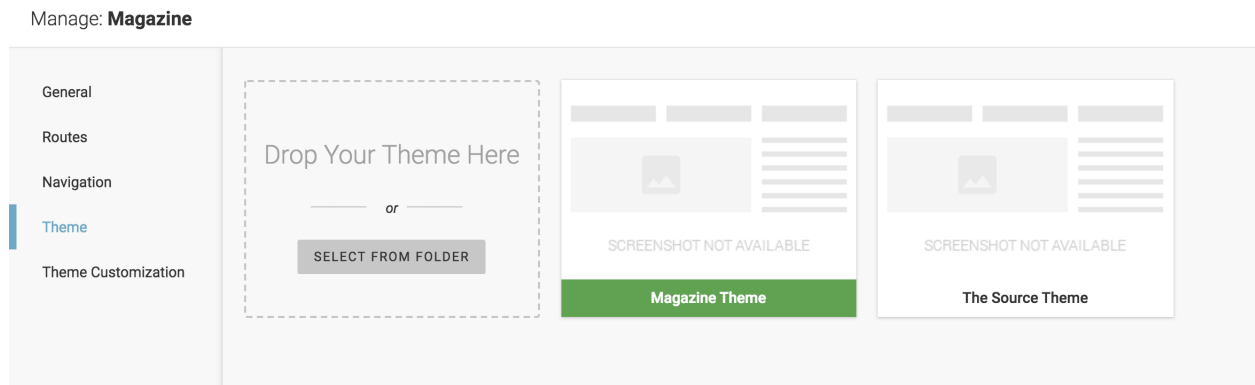 Manage: Magazine
General
Routes
Navigation
Theme
Theme Customization
Drop Your Theme Here
or
SELECT FROM FOLDER
SCREENSHOT NOT AVAILABLE
Magazine Theme
SCREENSHOT NOT AVAILABLE
The Source Theme